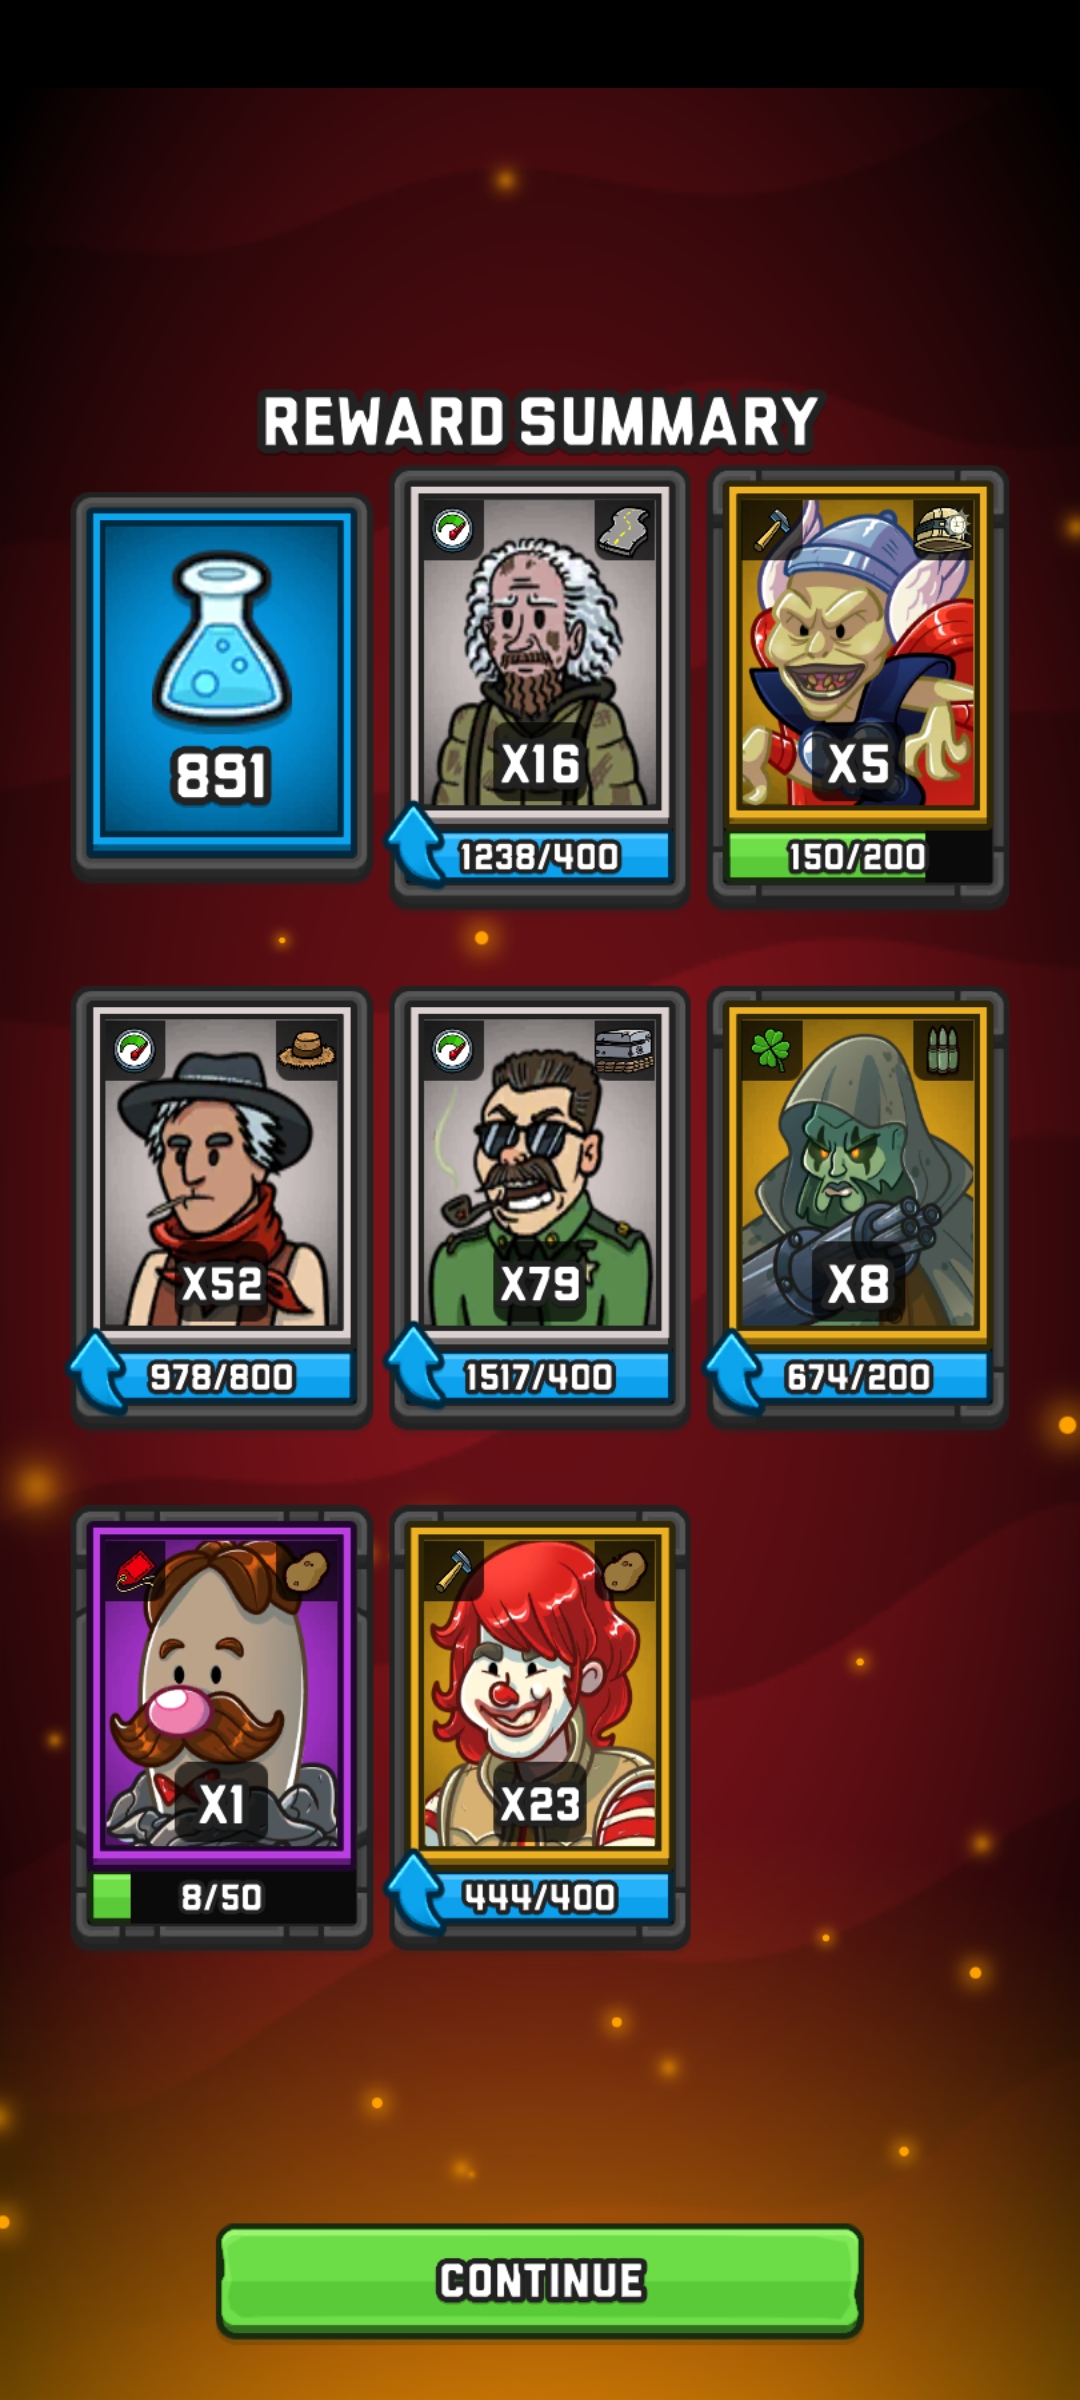 REWARD SUMMARY
891
X16
1238/400
X5
150/200
X52
978/800
X79
1517/400
X8
674/200
X1
8/50
X23
444/400
CONTINUE